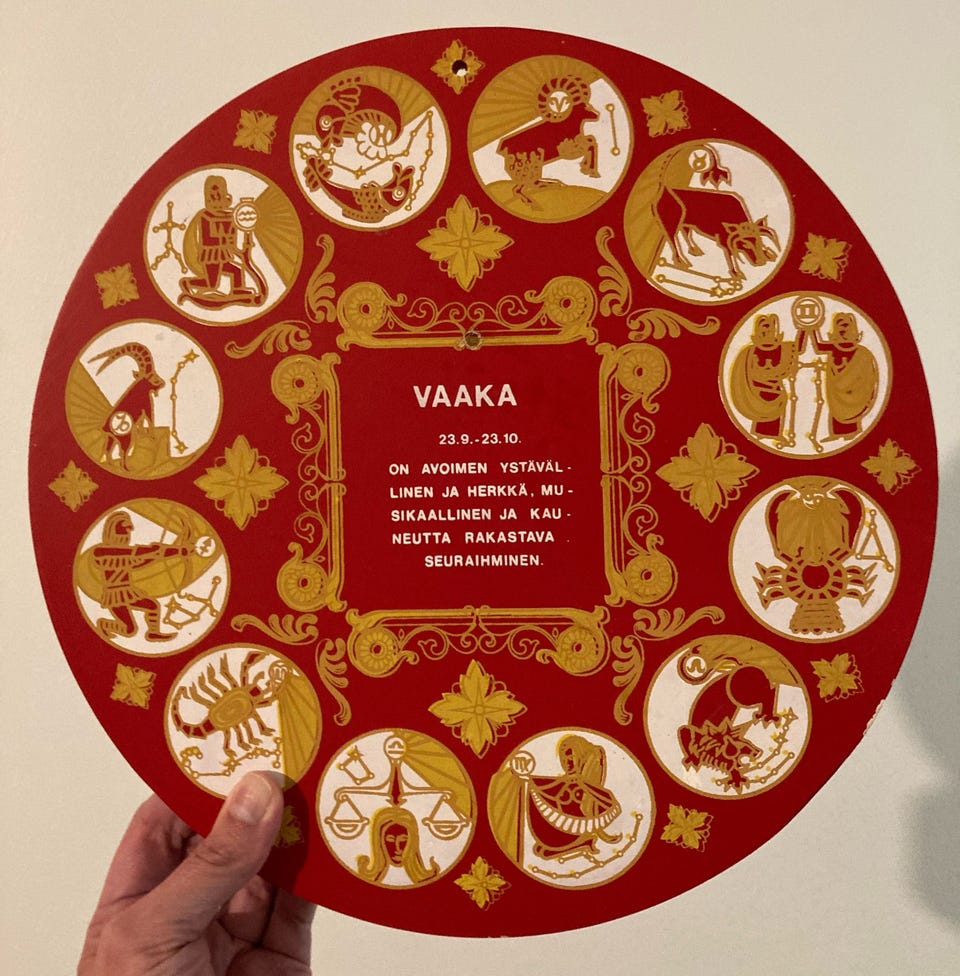 VAAKA
23.9.-23.10.
ON AVOIMEN YSTÄVÄL-
LINEN JA HERKKÄ, MU-
SIKAALLINEN JA KAU-
NEUTTA RAKASTAVA
SEURAIHMINEN.